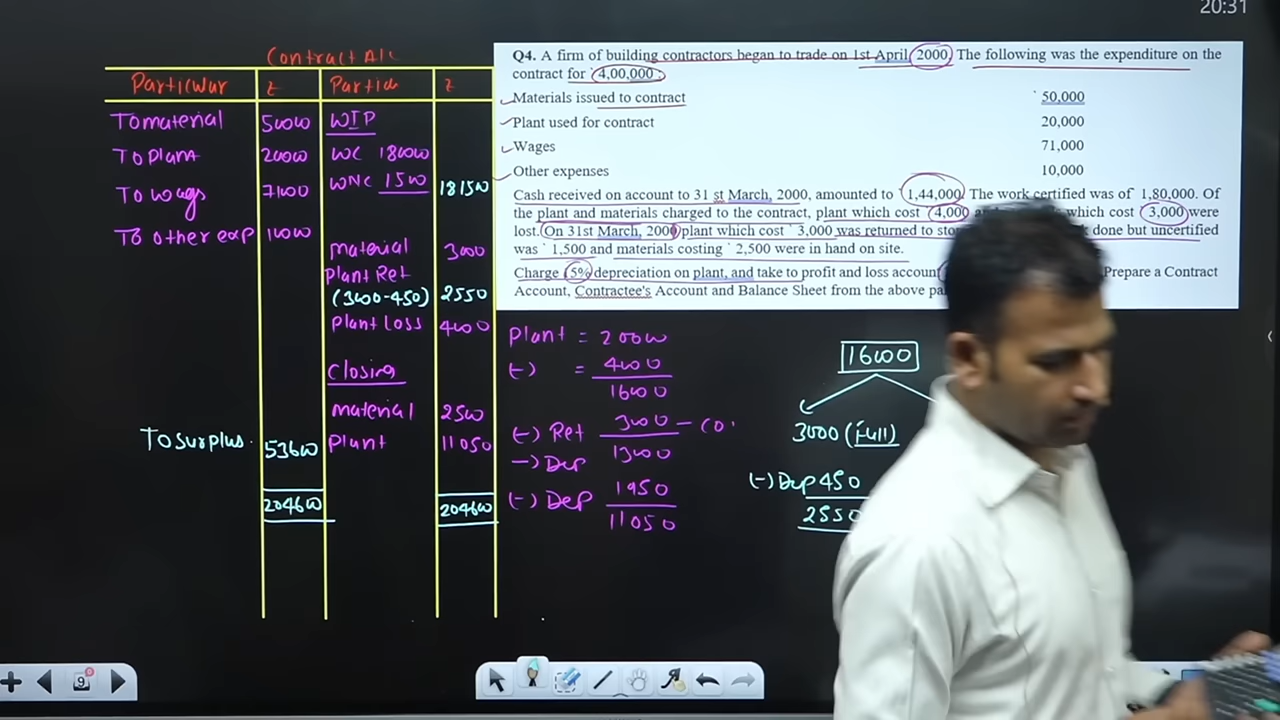 20:31
Contract A/c
Particular ₹ Particu ₹
To material 50000 WIP
To Plant 20000 WC 180000
To wages 71000 WNC 1500 181500
To other exp 10000
material 3000
Plant Ret
(3000-450) 2550
Plant Loss 4000
Closing
material 2500
To surplus. 53600 Plant 11050
204600 204600
Q4. A firm of building contractors began to trade on 1st April, 2000. The following was the expenditure on the
contract for ` 4,00,000 :
Materials issued to contract ` 50,000
Plant used for contract 20,000
Wages 71,000
Other expenses 10,000
Cash received on account to 31 st March, 2000, amounted to ` 1,44,000. The work certified was of 1,80,000. Of
the plant and materials charged to the contract, plant which cost ` 4,000 which cost ` 3,000 were
lost. On 31st March, 2000 plant which cost ` 3,000 was returned to done but uncertified
was ` 1,500 and materials costing ` 2,500 were in hand on site.
Charge 15% depreciation on plant, and take to profit and loss account Prepare a Contract
Account, Contractee's Account and Balance Sheet from the above
Plant = 20000
(-) = 4000
16000
(-) Ret 3000 - co.
-) Dep 13000
(-) Dep 1950
11050
16000
3000 (Full)
(-) Dep 450
2550
9